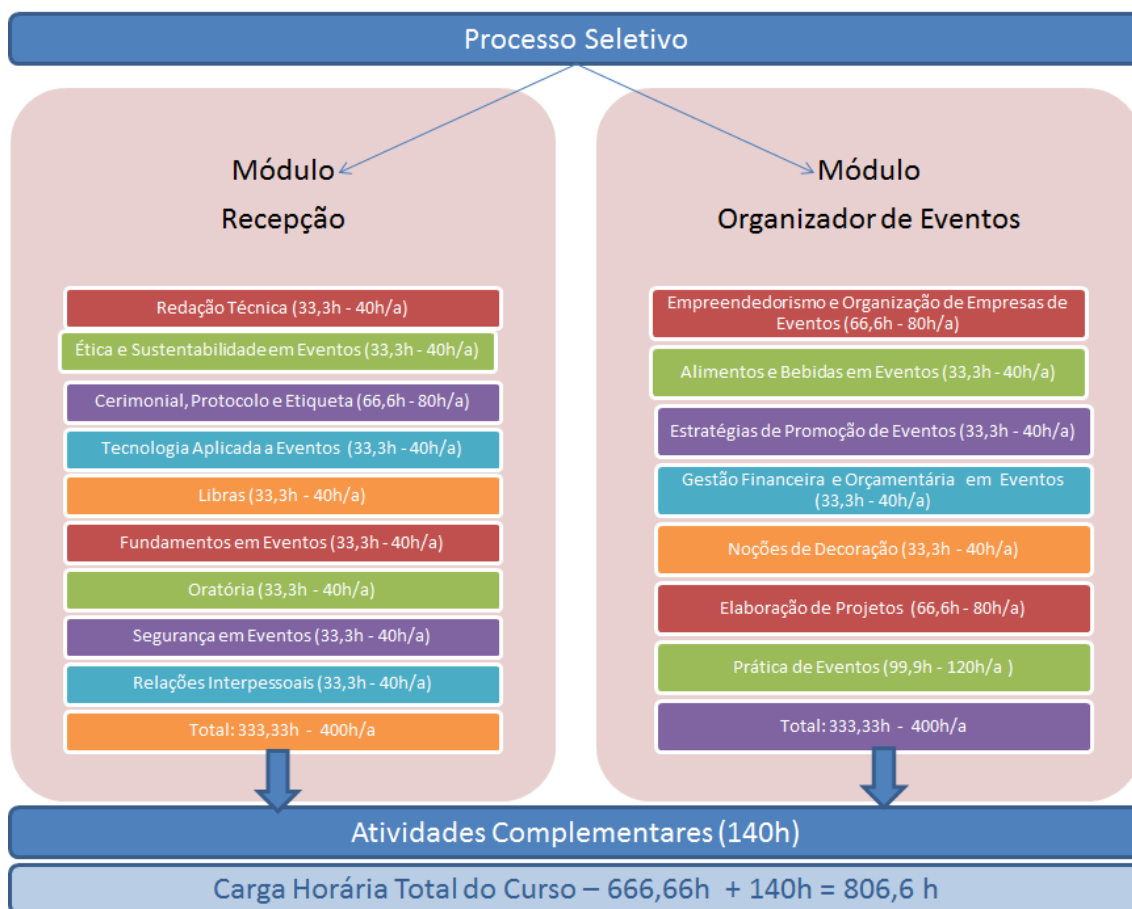 Processo Seletivo
Módulo
Recepção
Redação Técnica (33,3h - 40h/a)
Ética e Sustentabilidade em Eventos (33,3h - 40h/a)
Cerimonial, Protocolo e Etiqueta (66,6h - 80h/a)
Tecnologia Aplicada a Eventos (33,3h - 40h/a)
Libras (33,3h - 40h/a)
Fundamentos em Eventos (33,3h - 40h/a)
Oratória (33,3h - 40h/a)
Segurança em Eventos (33,3h - 40h/a)
Relações Interpessoais (33,3h - 40h/a)
Total: 333,33h - 400h/a
Módulo
Organizador de Eventos
Empreendedorismo e Organização de Empresas de
Eventos (66,6h - 80h/a)
Alimentos e Bebidas em Eventos (33,3h - 40h/a)
Estratégias de Promoção de Eventos (33,3h - 40h/a)
Gestão Financeira e Orçamentária em Eventos
(33,3h - 40h/a)
Noções de Decoração (33,3h - 40h/a)
Elaboração de Projetos (66,6h - 80h/a)
Prática de Eventos (99,9h - 120h/a )
Total: 333,33h - 400h/a
Atividades Complementares (140h)
Carga Horária Total do Curso – 666,66h + 140h = 806,6 h